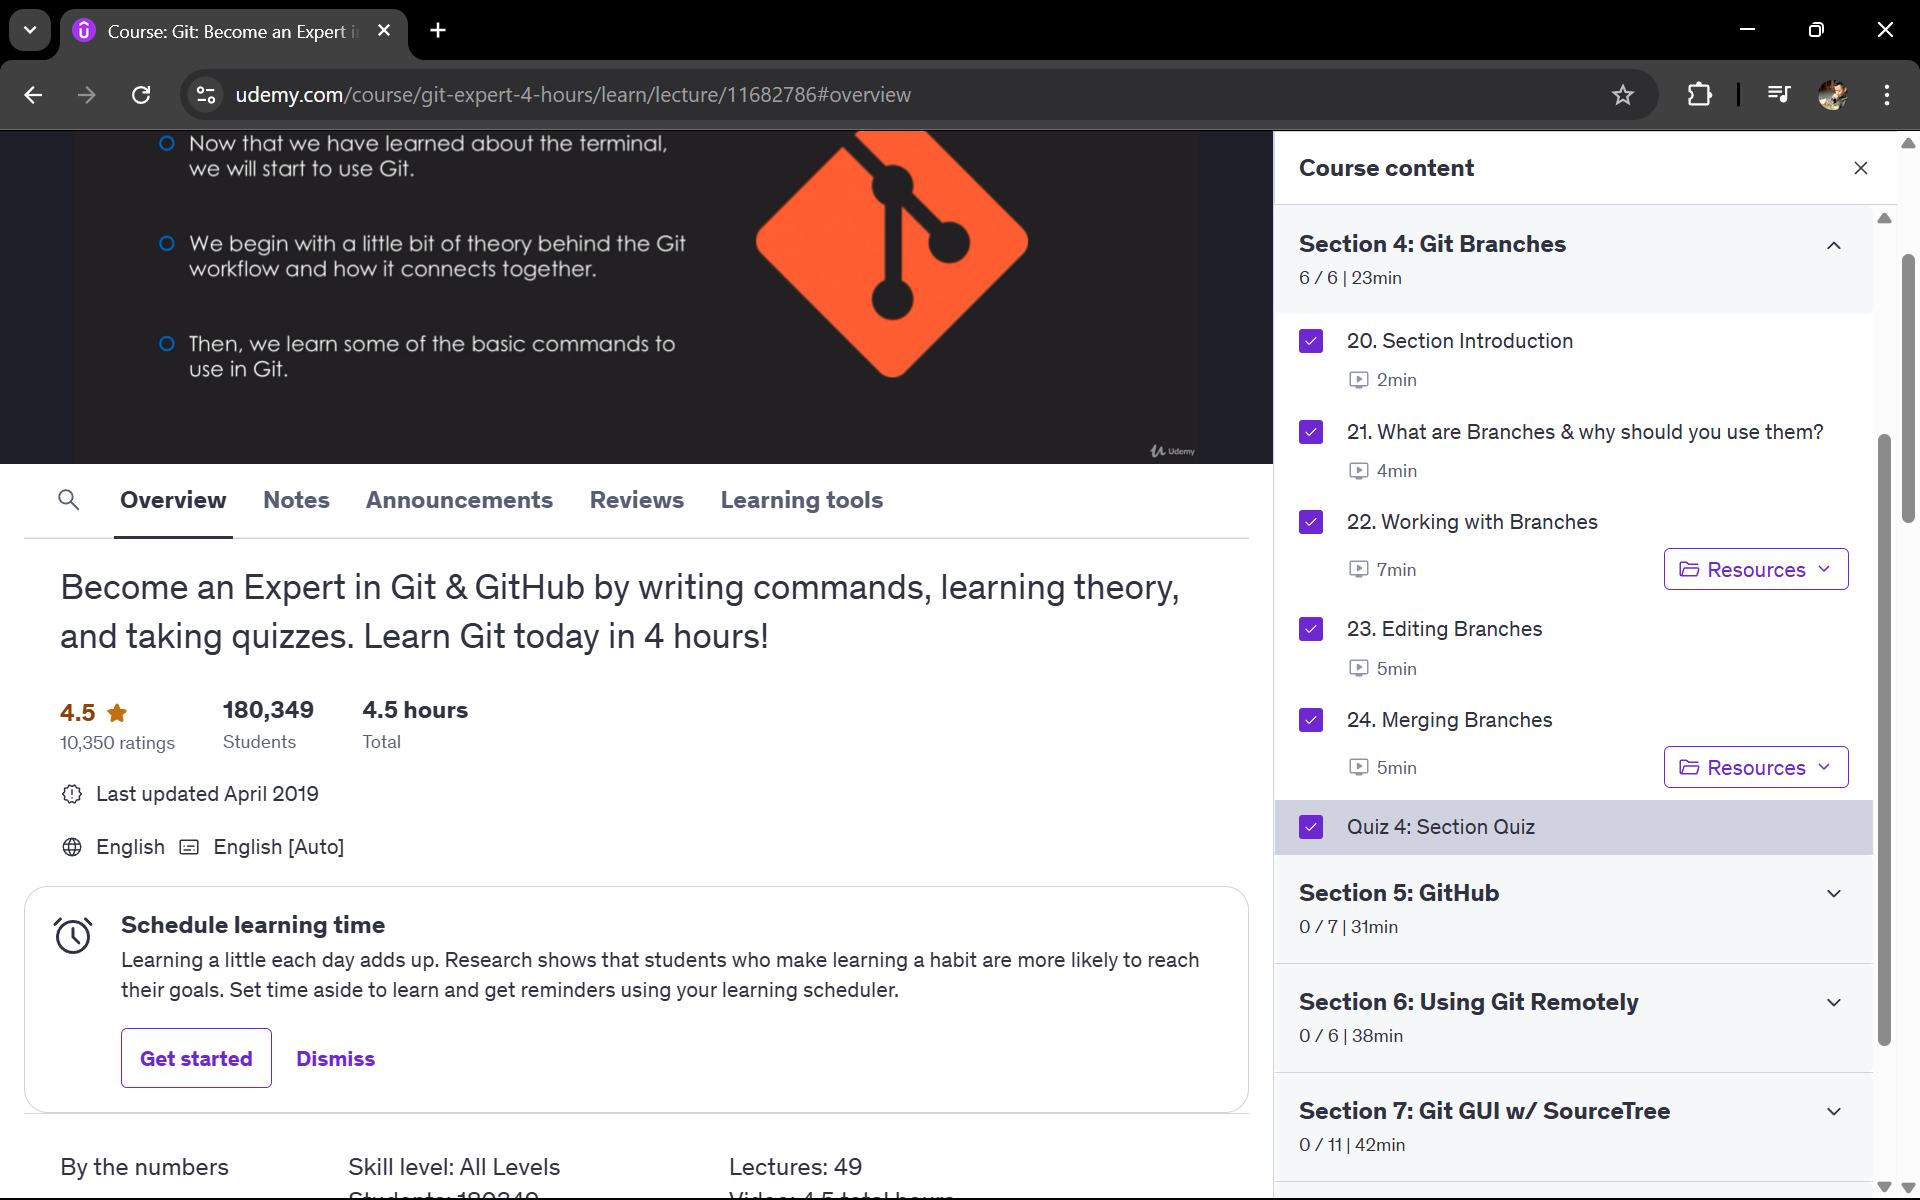 Course: Git: Become an Expert i
udemy.com/course/git-expert-4-hours/learn/lecture/11682786#overview
Now that we have learned about the terminal,
we will start to use Git.
We begin with a little bit of theory behind the Git
workflow and how it connects together.
Then, we learn some of the basic commands to
use in Git.
Udemy
Overview
Notes
Announcements
Reviews
Learning tools
Become an Expert in Git & GitHub by writing commands, learning theory,
and taking quizzes. Learn Git today in 4 hours!
4.5
10,350 ratings
180,349
Students
4.5 hours
Total
Last updated April 2019
English
English [Auto]
Schedule learning time
Learning a little each day adds up. Research shows that students who make learning a habit are more likely to reach
their goals. Set time aside to learn and get reminders using your learning scheduler.
Get started
Dismiss
By the numbers
Skill level: All Levels
Students: 180349
Lectures: 49
Video: 4.5 total hours
Course content
Section 4: Git Branches
6 / 6 | 23min
20. Section Introduction
2min
21. What are Branches & why should you use them?
4min
22. Working with Branches
7min
Resources
23. Editing Branches
5min
24. Merging Branches
5min
Resources
Quiz 4: Section Quiz
Section 5: GitHub
0 / 7 | 31min
Section 6: Using Git Remotely
0 / 6 | 38min
Section 7: Git GUI w/ SourceTree
0 / 11 | 42min